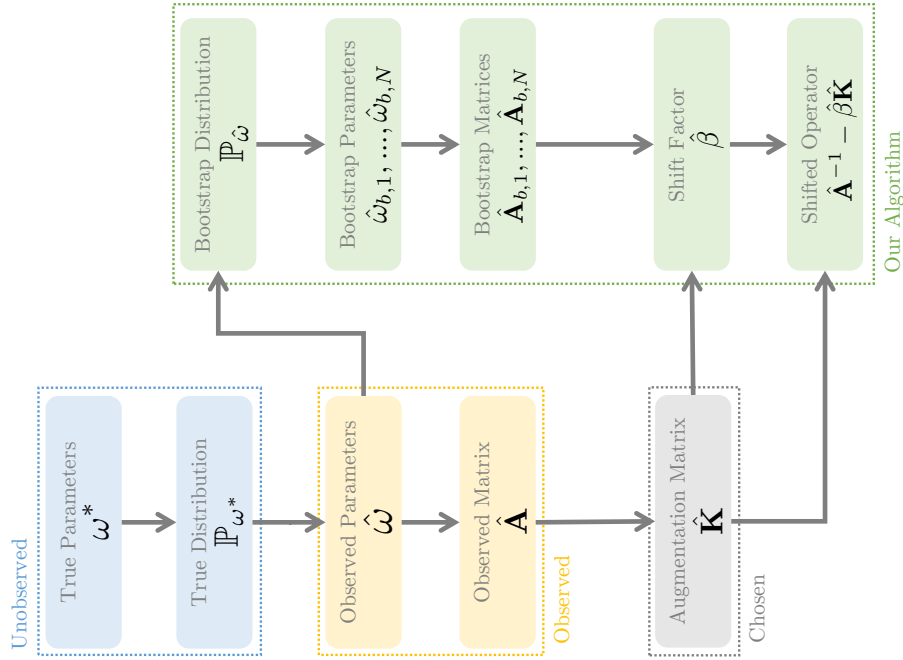 Unobserved
True Parameters
ω*
True Distribution
ℙ_{ω*}
Observed Parameters
ω̂
Observed Matrix
Â
Observed
Augmentation Matrix
K̂
Chosen
Bootstrap Distribution
ℙ_{ω̂}
Bootstrap Parameters
ω̂_{b,1}, ..., ω̂_{b,N}
Bootstrap Matrices
Â_{b,1}, ..., Â_{b,N}
Shift Factor
β̂
Shifted Operator
Â⁻¹ − β̂K̂
Our Algorithm